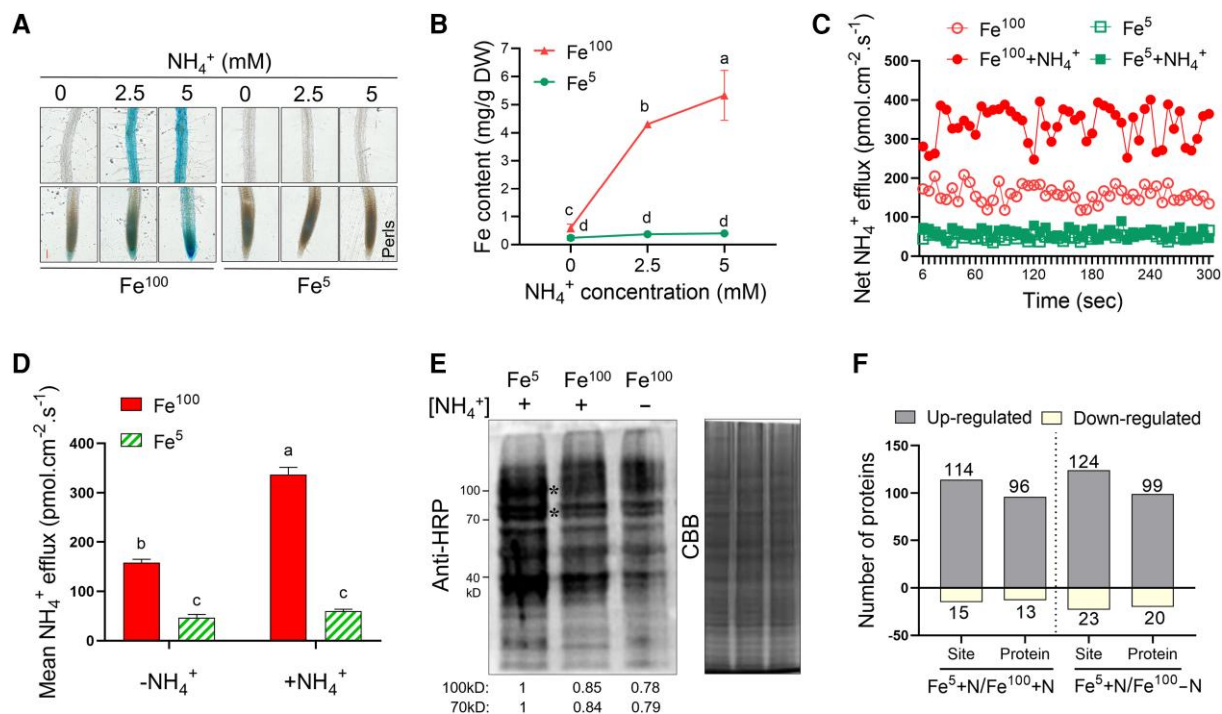 A
NH₄⁺ (mM)
0 2.5 5 0 2.5 5
Perls
Fe¹⁰⁰ Fe⁵
B
Fe content (mg/g DW)
7
6
5
4
3
2
1
0
Fe¹⁰⁰
Fe⁵
a
b
c
d d d
0 2.5 5
NH₄⁺ concentration (mM)
C
Fe¹⁰⁰ Fe⁵
Fe¹⁰⁰+NH₄⁺ Fe⁵+NH₄⁺
Net NH₄⁺ efflux (pmol.cm⁻².s⁻¹)
500
400
300
200
100
0
6 60 120 180 240 300
Time (sec)
D
Fe¹⁰⁰
Fe⁵
Mean NH₄⁺ efflux (pmol.cm⁻².s⁻¹)
400
300
200
100
0
b c a c
-NH₄⁺ +NH₄⁺
E
Fe⁵ Fe¹⁰⁰ Fe¹⁰⁰
[NH₄⁺] + + −
Anti-HRP
100
70
40
kD
*
*
CBB
100kD: 1 0.85 0.78
70kD: 1 0.84 0.79
F
Up-regulated Down-regulated
Number of proteins
150
100
50
0
-50
114 96 124 99
15 13 23 20
Site Protein Site Protein
Fe⁵+N/Fe¹⁰⁰+N Fe⁵+N/Fe¹⁰⁰−N